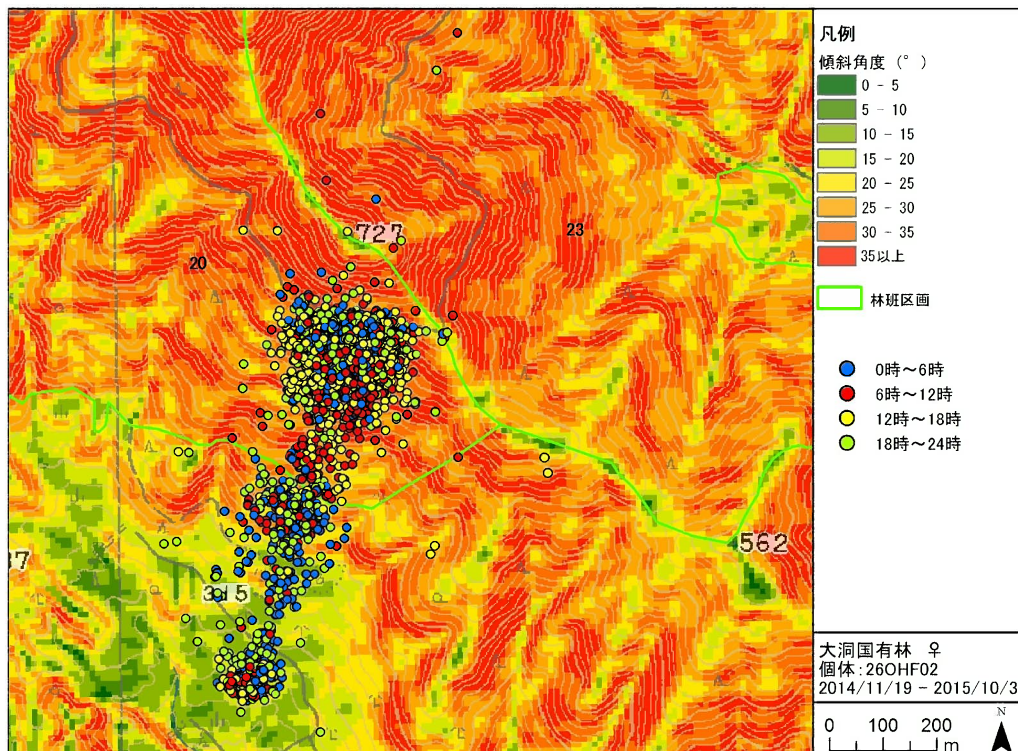 727
23
20
562
凡例
傾斜角度 (°)
0 - 5
5 - 10
10 - 15
15 - 20
20 - 25
25 - 30
30 - 35
35以上
林班区画
0時～6時
6時～12時
12時～18時
18時～24時
大洞国有林 ♀
個体:26OHF02
2014/11/19 - 2015/10/3
N
0 100 200
m